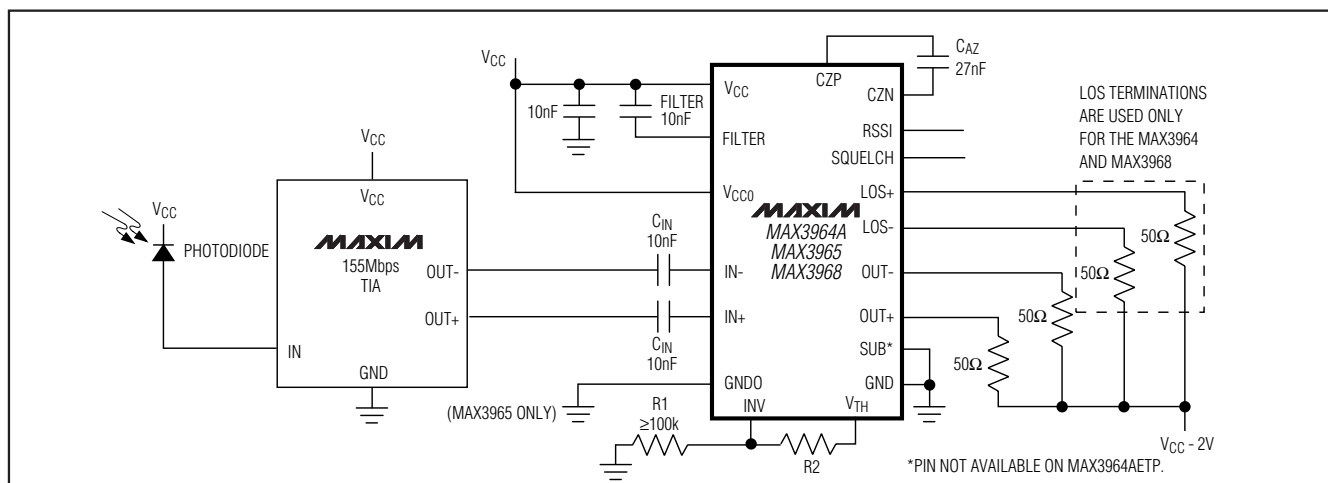 VCC
10nF
FILTER
10nF
VCC
FILTER
VCCO
CZP
CZN
CAZ
27nF
RSSI
SQUELCH
LOS+
LOS-
OUT-
OUT+
SUB*
GND
VTH
INV
GNDO
IN+
IN-
MAXIM
MAX3964A
MAX3965
MAX3968
LOS TERMINATIONS
ARE USED ONLY
FOR THE MAX3964
AND MAX3968
50Ω
50Ω
50Ω
50Ω
VCC - 2V
VCC
VCC
MAXIM
155Mbps
TIA
OUT-
OUT+
IN
GND
VCC
PHOTODIODE
CIN
10nF
CIN
10nF
(MAX3965 ONLY)
R1
≥100k
R2
*PIN NOT AVAILABLE ON MAX3964AETP.